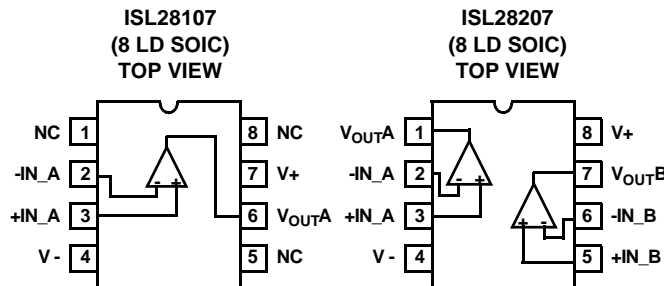 ISL28107
(8 LD SOIC)
TOP VIEW
NC 1
-IN_A 2
+IN_A 3
V - 4
8 NC
7 V+
6 VOUTA
5 NC
- +
ISL28207
(8 LD SOIC)
TOP VIEW
VOUTA 1
-IN_A 2
+IN_A 3
V - 4
8 V+
7 VOUTB
6 -IN_B
5 +IN_B
- +
+ -